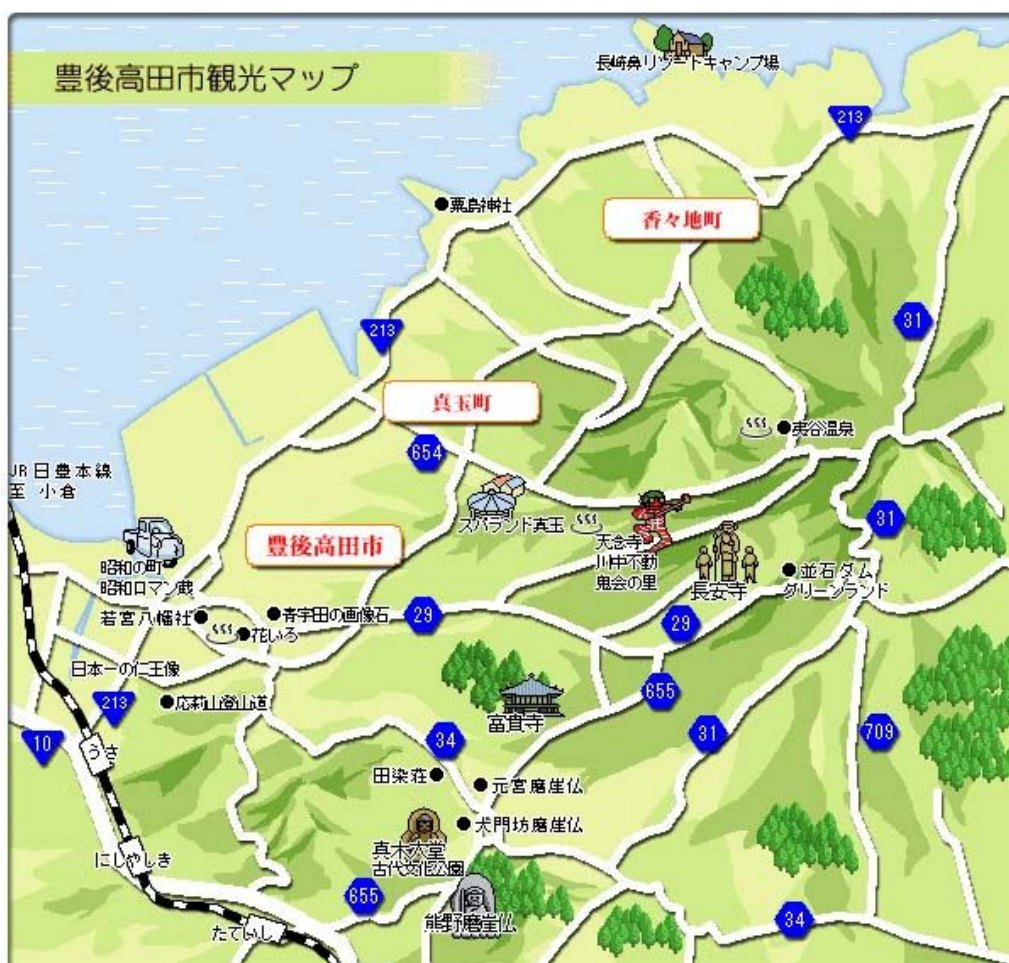 豊後高田市観光マップ
長崎鼻リゾートキャンプ場
213
粟島神社
香々地町
31
213
真玉町
夷谷温泉
654
JR日豊本線
至 小倉
スパランド真玉
31
豊後高田市
天念寺
川中不動
鬼会の里
昭和の町
昭和ロマン蔵
長安寺
並石ダム
グリーンランド
若宮八幡社
青宇田の画像石
29
29
花いろ
日本一の仁王像
655
応利山登山道
213
富貴寺
34
31
709
10
うさ
田染荘
元宮磨崖仏
犬門坊磨崖仏
真木大堂
古代文化公園
にしやしき
655
熊野磨崖仏
34
たていし